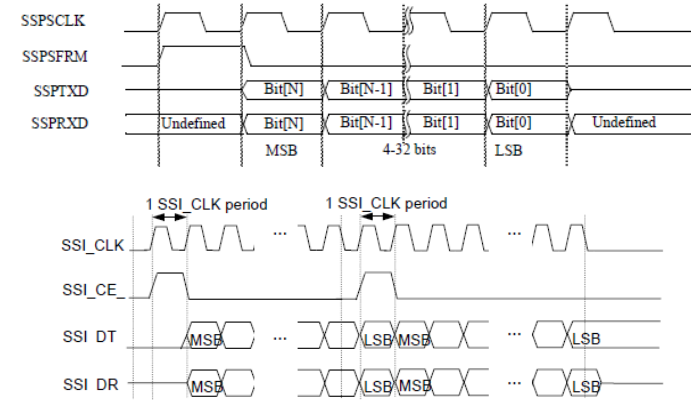 SSPSCLK
SSPSFRM
SSPTXD Bit[N] Bit[N-1] Bit[1] Bit[0]
SSPRXD Undefined Bit[N] Bit[N-1] Bit[1] Bit[0] Undefined
MSB 4-32 bits LSB
1 SSI_CLK period 1 SSI_CLK period
SSI_CLK ... ...
SSI_CE_
SSI DT MSB ... LSB MSB ... LSB
SSI DR MSB ... LSB MSB ... LSB